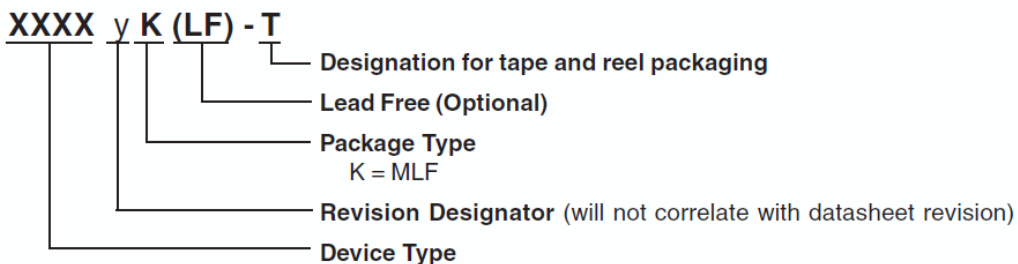 XXXX y K (LF) - T
Designation for tape and reel packaging
Lead Free (Optional)
Package Type
K = MLF
Revision Designator (will not correlate with datasheet revision)
Device Type